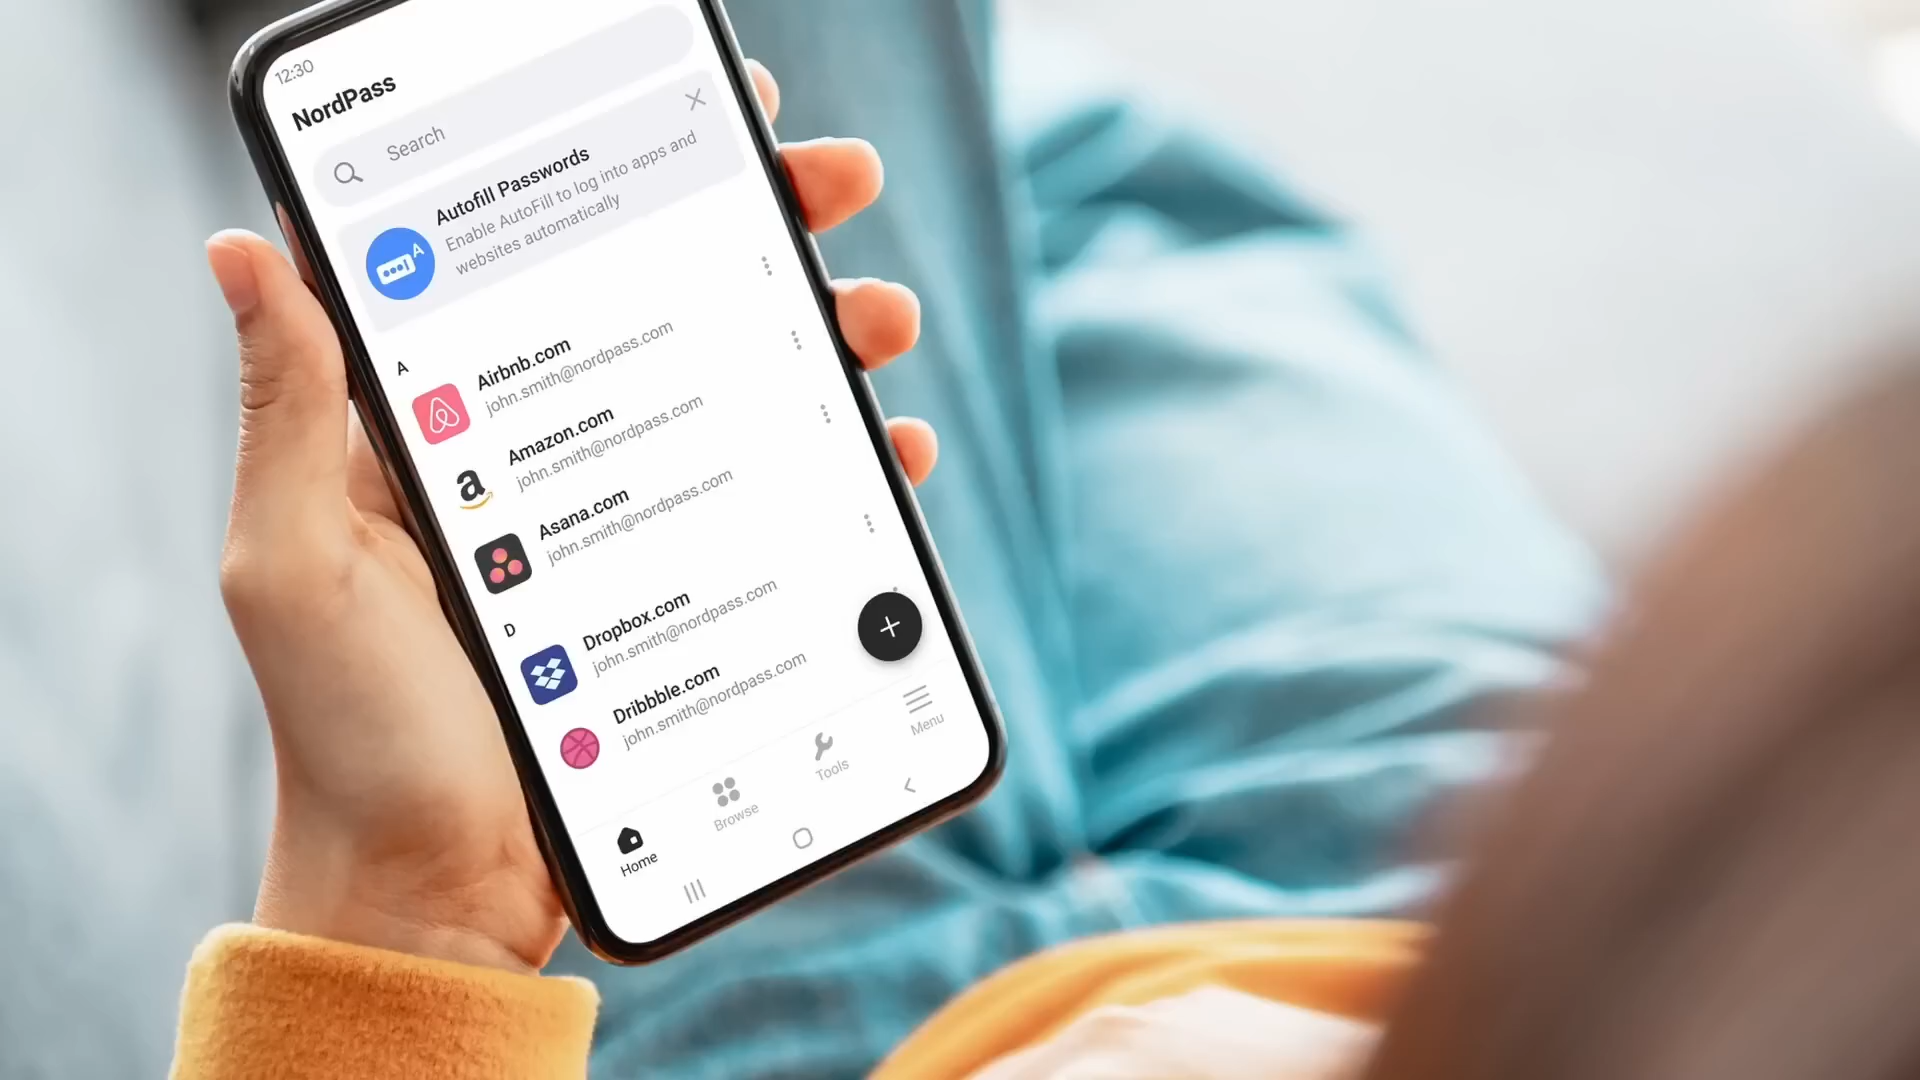 12:30
NordPass
Search
Autofill Passwords
Enable AutoFill to log into apps and
websites automatically
A
Airbnb.com
john.smith@nordpass.com
Amazon.com
john.smith@nordpass.com
Asana.com
john.smith@nordpass.com
D
Dropbox.com
john.smith@nordpass.com
Dribbble.com
john.smith@nordpass.com
Home
Browse
Tools
Menu